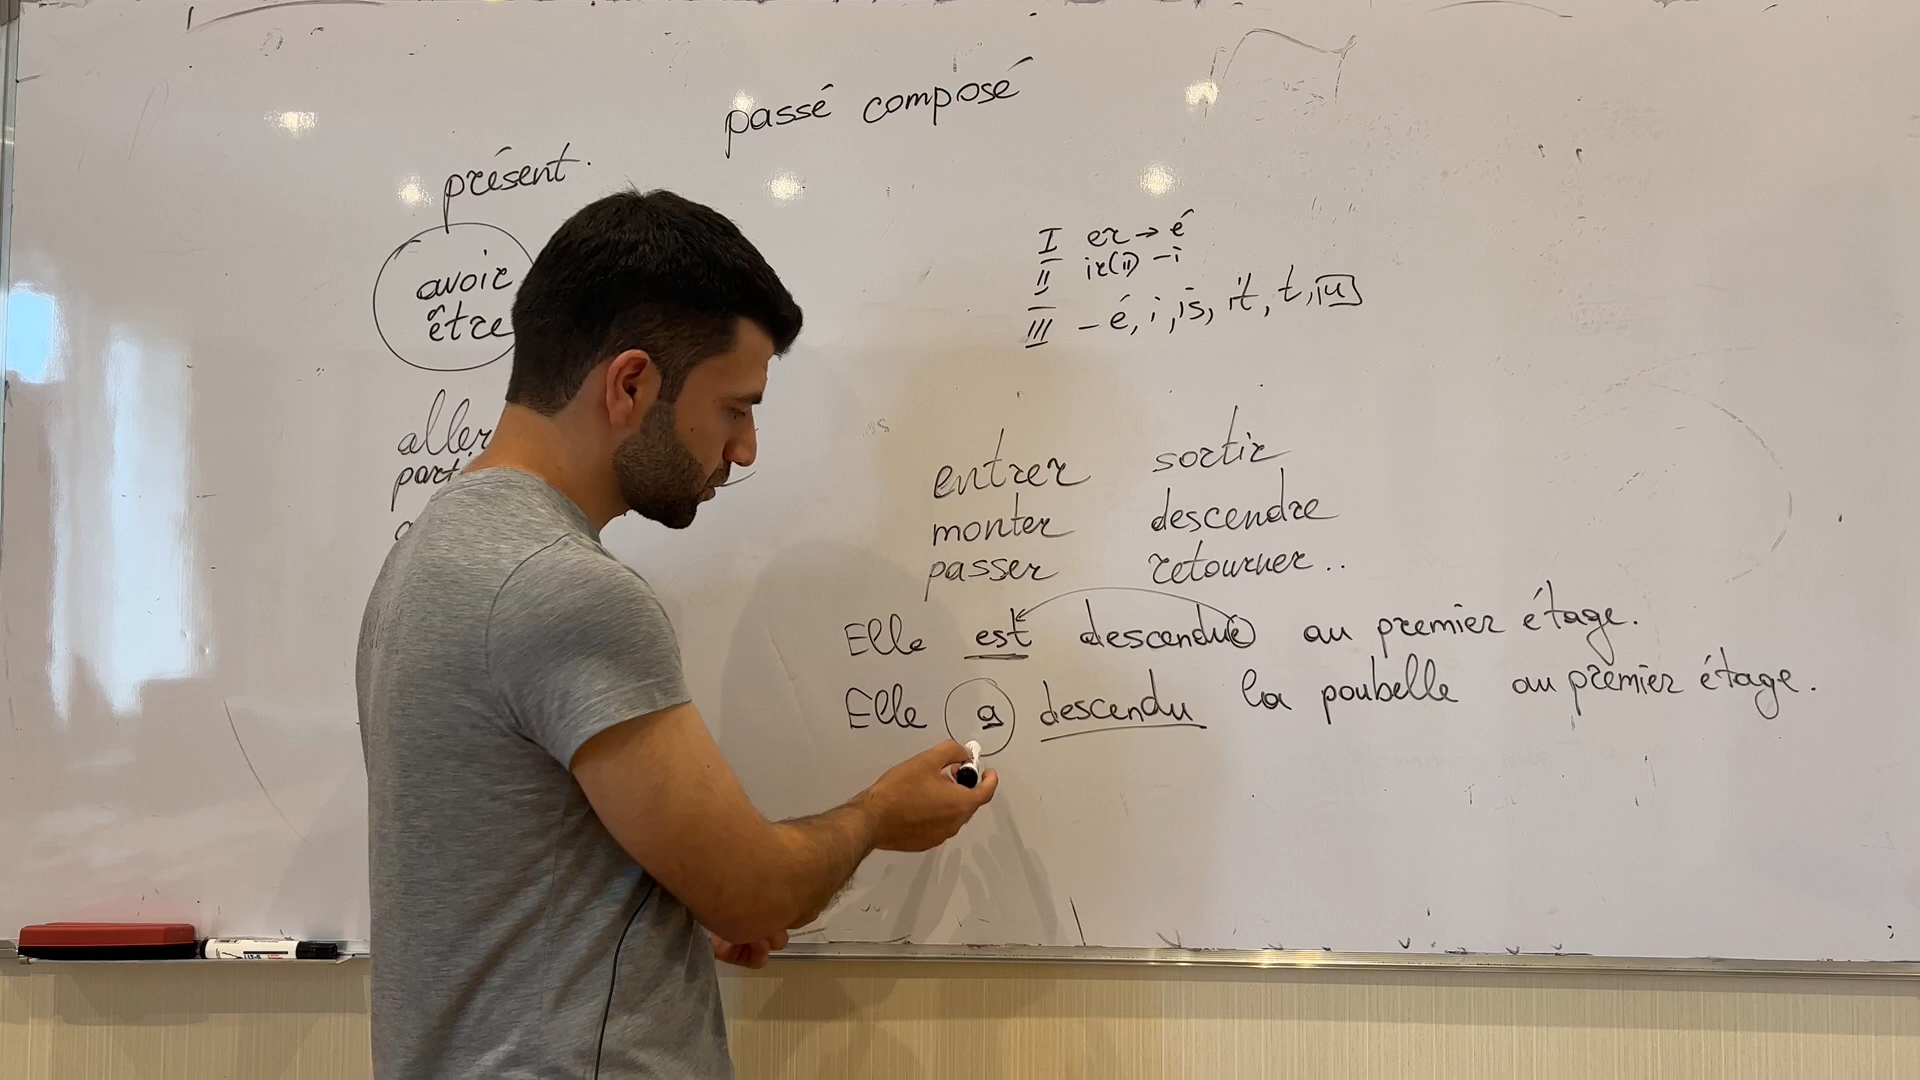 passé composé
présent.
avoir
être
I er → é
II ir(ii) - i
III - é, i, is, it, t, [u]
aller
entrer sortir
monter descendre
passer retourner..
Elle est descendue au premier étage.
Elle a descendu la poubelle au premier étage.